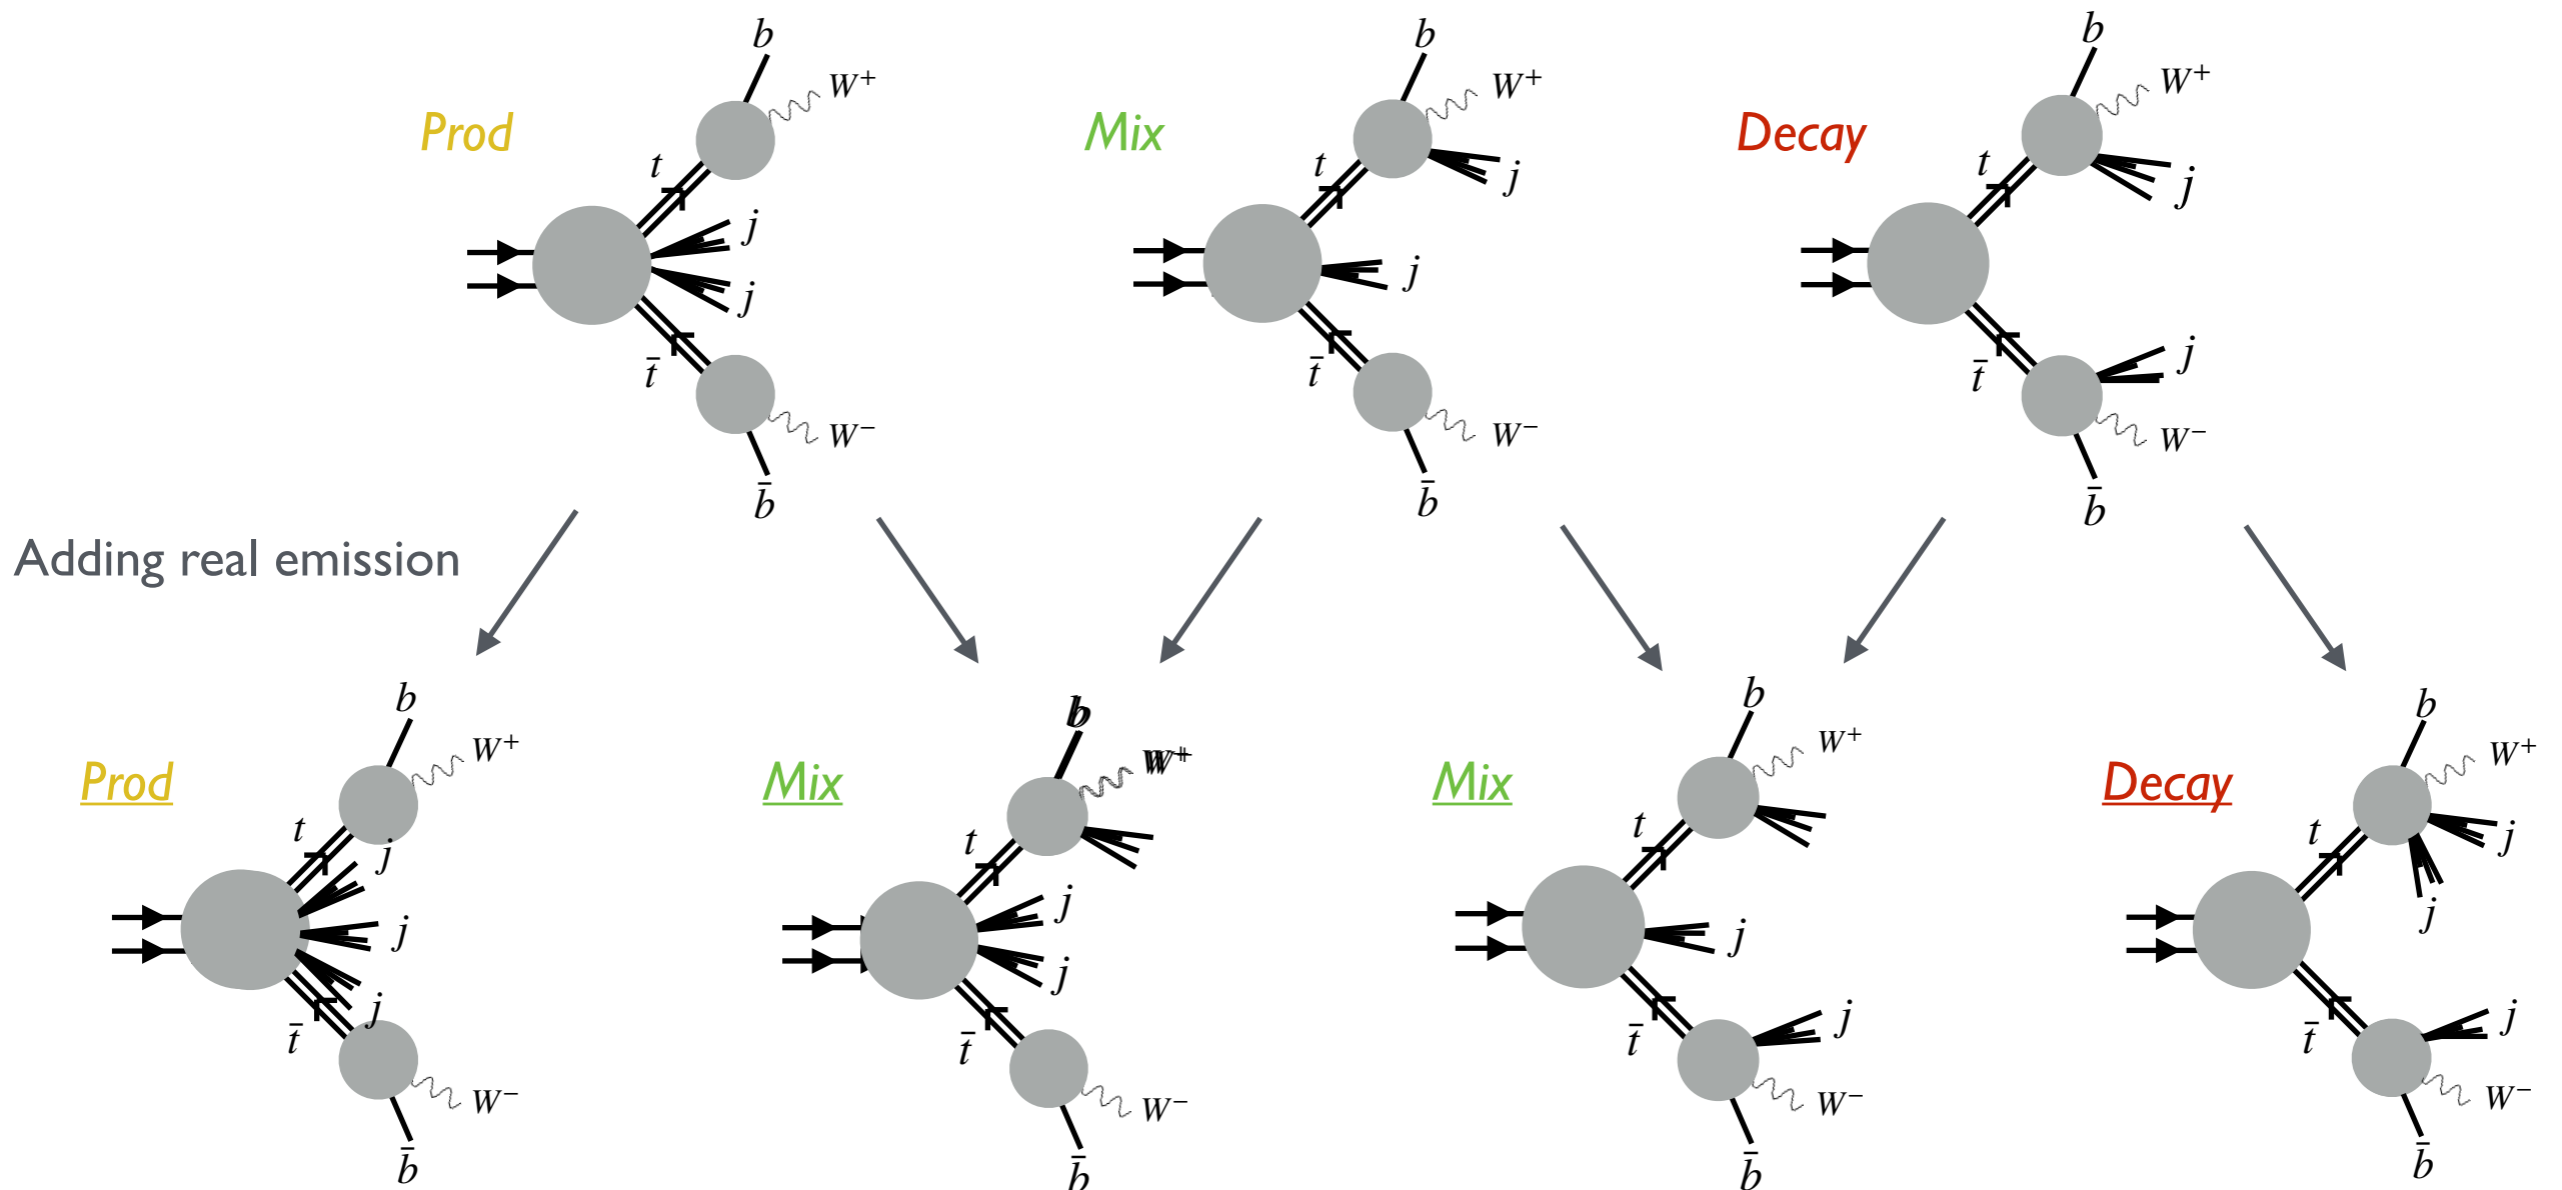 b
W⁺
Prod
t
j
j
t̄
W⁻
b̄
b
W⁺
Mix
t
j
j
t̄
W⁻
b̄
b
W⁺
Decay
t
j
j
t̄
W⁻
b̄
Adding real emission
b
W⁺
Prod
t
j
j
j
t̄
W⁻
b̄
b
W⁺
Mix
t
j
j
t̄
W⁻
b̄
b
W⁺
Mix
t
j
j
t̄
W⁻
b̄
b
W⁺
Decay
t
j
j
j
t̄
W⁻
b̄